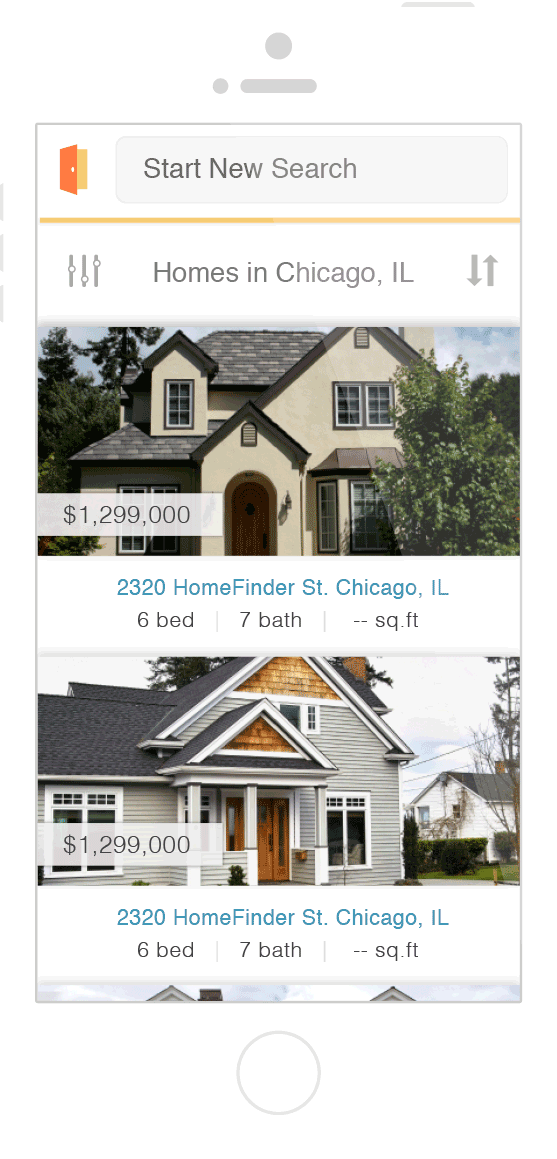 Start New Search
Homes in Chicago, IL
$1,299,000
2320 HomeFinder St. Chicago, IL
6 bed | 7 bath | -- sq.ft
$1,299,000
2320 HomeFinder St. Chicago, IL
6 bed | 7 bath | -- sq.ft